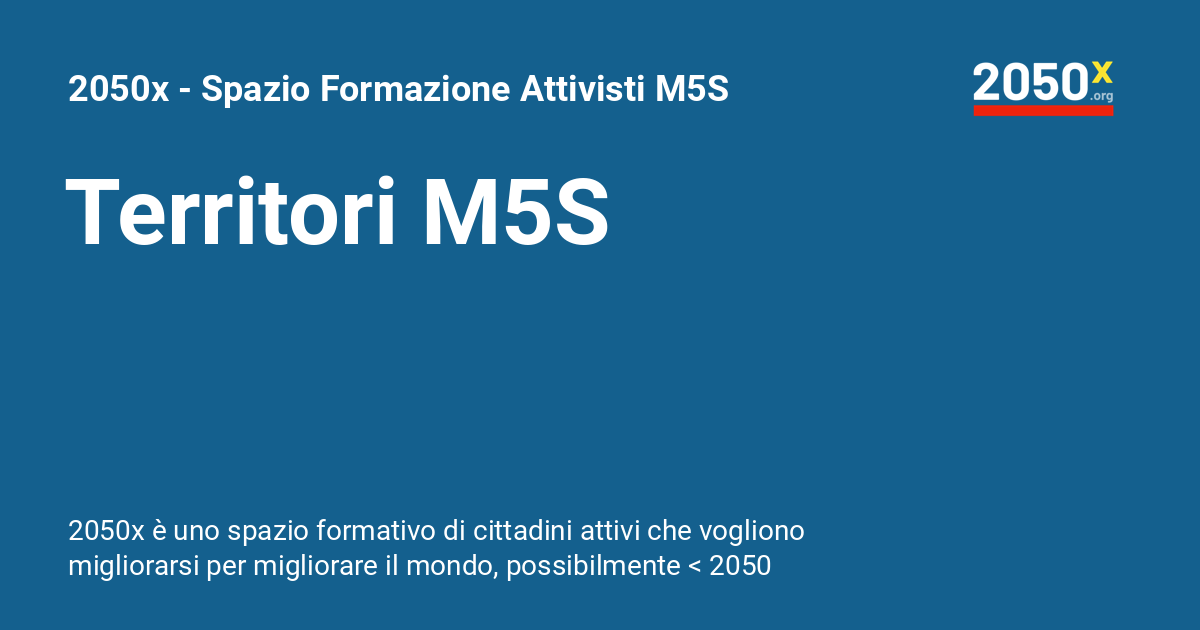 2050x - Spazio Formazione Attivisti M5S
2050x
.org
Territori M5S
2050x è uno spazio formativo di cittadini attivi che vogliono
migliorarsi per migliorare il mondo, possibilmente < 2050